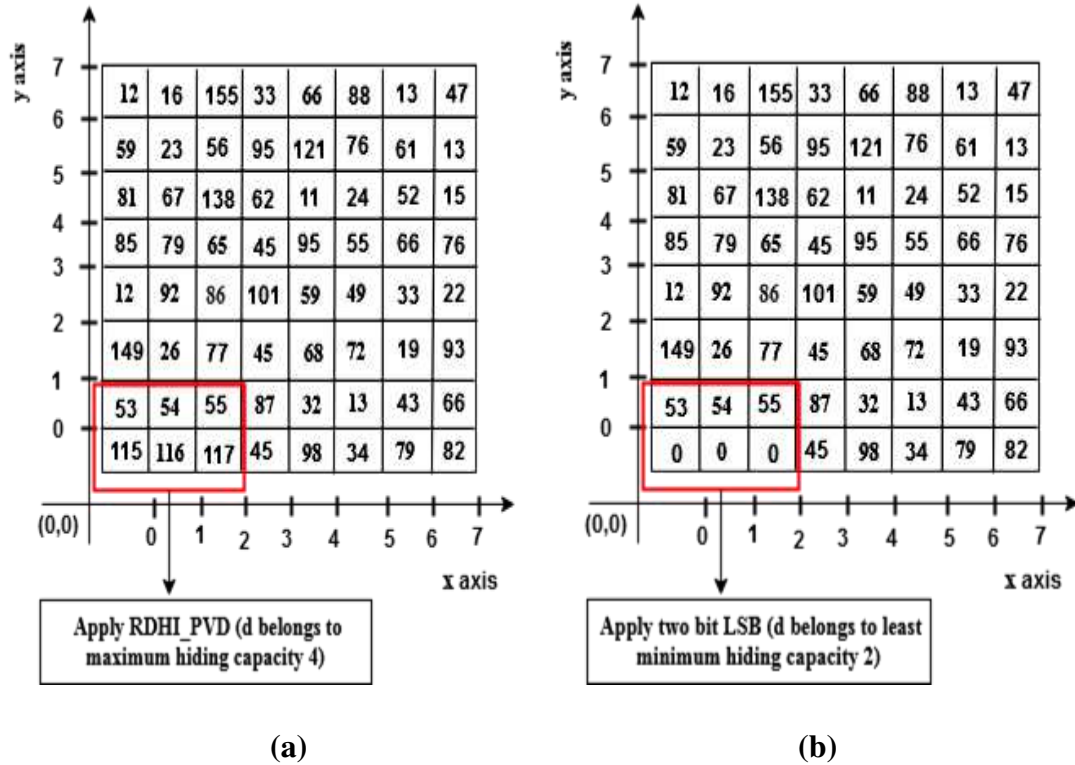 y axis
7
12 16 155 33 66 88 13 47
6
59 23 56 95 121 76 61 13
5
81 67 138 62 11 24 52 15
4
85 79 65 45 95 55 66 76
3
12 92 86 101 59 49 33 22
2
149 26 77 45 68 72 19 93
1
53 54 55 87 32 13 43 66
0
115 116 117 45 98 34 79 82
(0,0) 0 1 2 3 4 5 6 7
x axis
Apply RDHI_PVD (d belongs to
maximum hiding capacity 4)
(a)
y axis
7
12 16 155 33 66 88 13 47
6
59 23 56 95 121 76 61 13
5
81 67 138 62 11 24 52 15
4
85 79 65 45 95 55 66 76
3
12 92 86 101 59 49 33 22
2
149 26 77 45 68 72 19 93
1
53 54 55 87 32 13 43 66
0
0 0 0 45 98 34 79 82
(0,0) 0 1 2 3 4 5 6 7
x axis
Apply two bit LSB (d belongs to least
minimum hiding capacity 2)
(b)